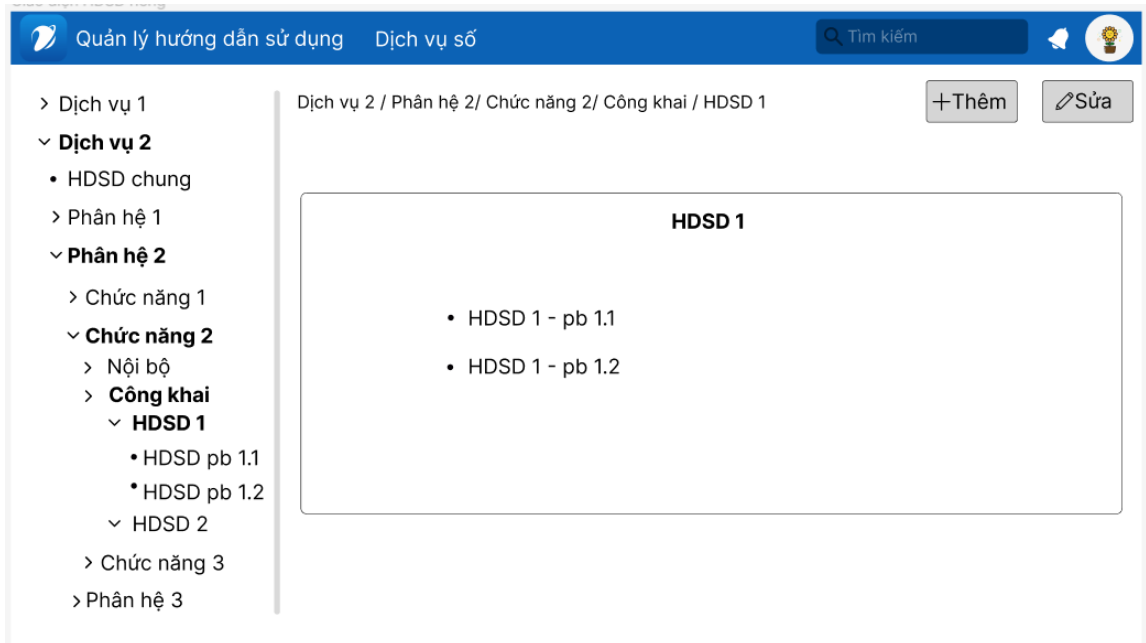 Quản lý hướng dẫn sử dụng Dịch vụ số Tìm kiếm
> Dịch vụ 1
Dịch vụ 2
• HDSD chung
> Phân hệ 1
Phân hệ 2
> Chức năng 1
Chức năng 2
> Nội bộ
> Công khai
HDSD 1
• HDSD pb 1.1
• HDSD pb 1.2
HDSD 2
> Chức năng 3
> Phân hệ 3
Dịch vụ 2 / Phân hệ 2/ Chức năng 2/ Công khai / HDSD 1
+Thêm
Sửa
HDSD 1
• HDSD 1 - pb 1.1
• HDSD 1 - pb 1.2